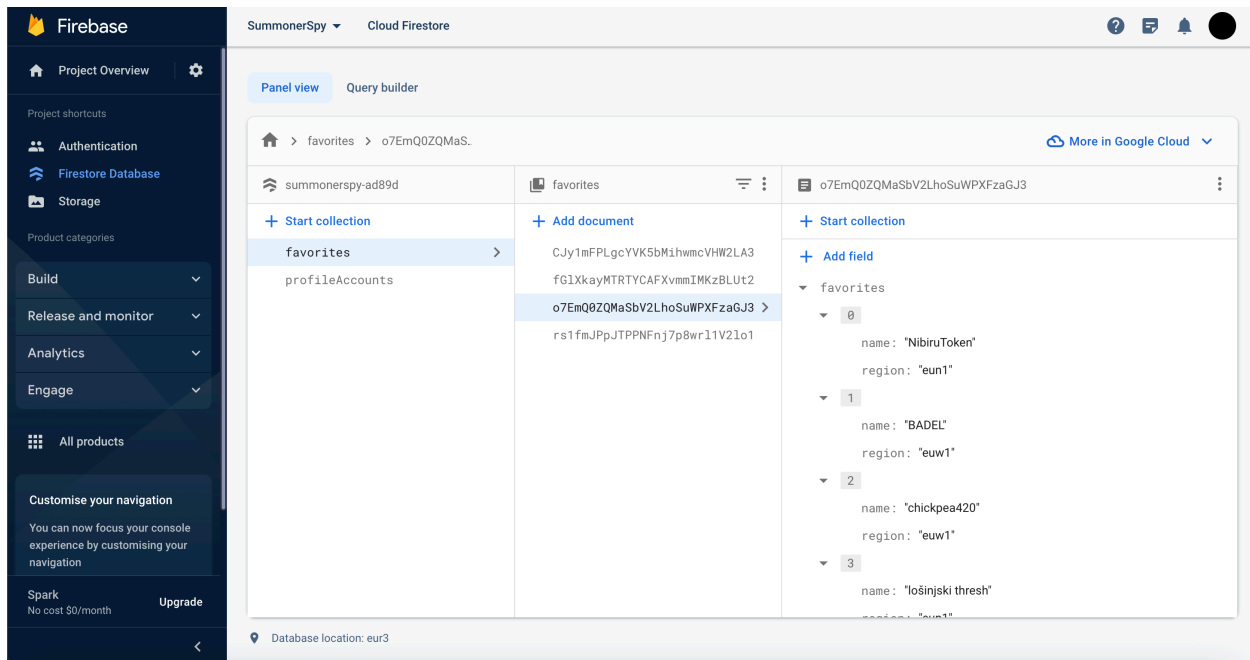 Firebase
SummonerSpy
Cloud Firestore
Project Overview
Project shortcuts
Authentication
Firestore Database
Storage
Product categories
Build
Release and monitor
Analytics
Engage
All products
Customise your navigation
You can now focus your console
experience by customising your
navigation
Spark
No cost $0/month
Upgrade
Panel view
Query builder
favorites
o7EmQ0ZQMaS..
More in Google Cloud
summonerspy-ad89d
Start collection
favorites
profileAccounts
favorites
Add document
CJy1mFPLgcYVK5bMihwmcVHW2LA3
fGlXkayMTRTYCAFXvmmIMKzBLUt2
o7EmQ0ZQMaSbV2LhoSuWPXFzaGJ3
rs1fmJPpJTPPNFnj7p8wrl1V2lo1
o7EmQ0ZQMaSbV2LhoSuWPXFzaGJ3
Start collection
Add field
favorites
0
name: "NibiruToken"
region: "eun1"
1
name: "BADEL"
region: "euw1"
2
name: "chickpea420"
region: "euw1"
3
name: "lošinjski thresh"
region: "eun1"
Database location: eur3